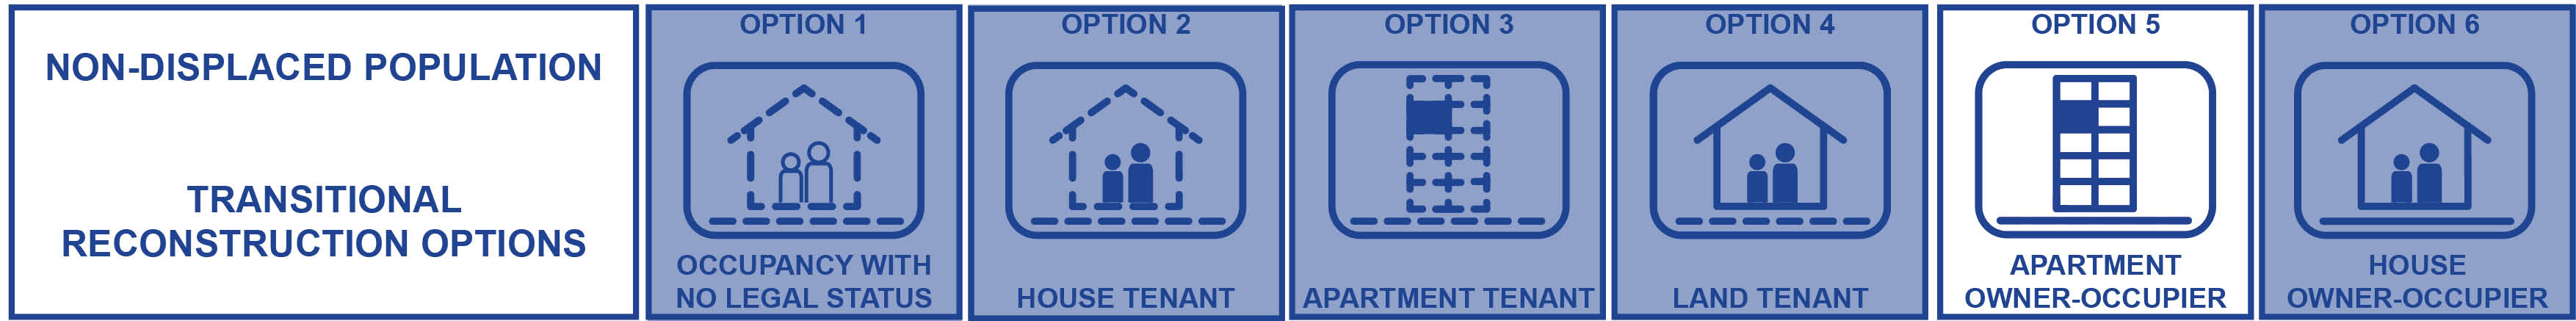 NON-DISPLACED POPULATION
TRANSITIONAL
RECONSTRUCTION OPTIONS
OPTION 1
OCCUPANCY WITH
NO LEGAL STATUS
OPTION 2
HOUSE TENANT
OPTION 3
APARTMENT TENANT
OPTION 4
LAND TENANT
OPTION 5
APARTMENT
OWNER-OCCUPIER
OPTION 6
HOUSE
OWNER-OCCUPIER